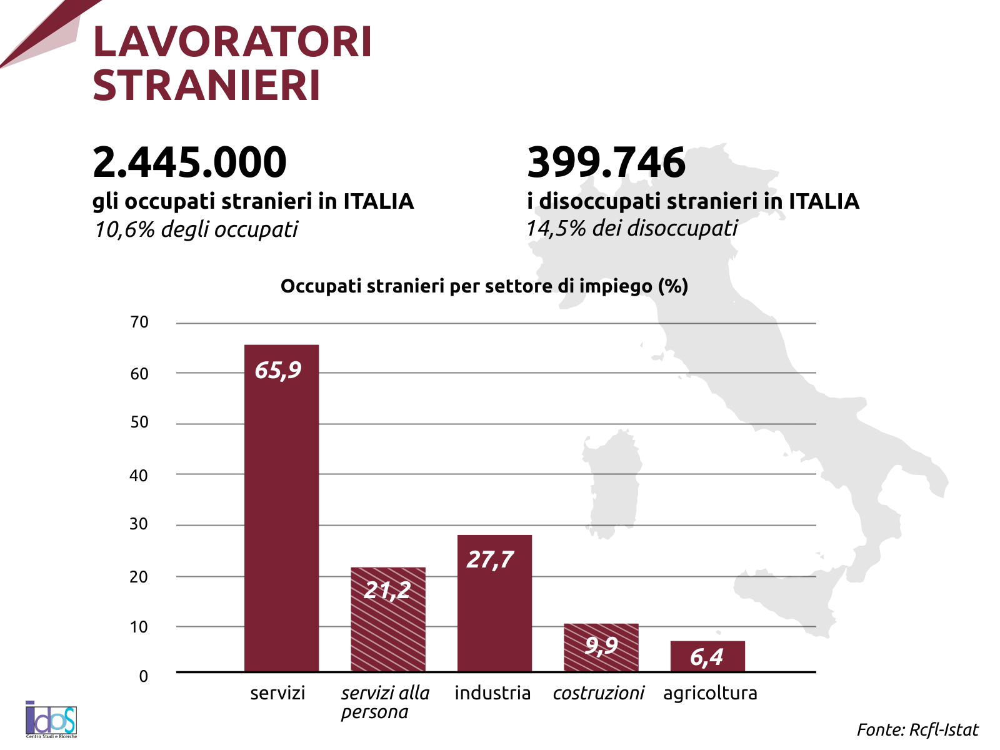 LAVORATORI
STRANIERI
2.445.000
gli occupati stranieri in ITALIA
10,6% degli occupati
399.746
i disoccupati stranieri in ITALIA
14,5% dei disoccupati
Occupati stranieri per settore di impiego (%)
70
60
50
40
30
20
10
0
65,9
21,2
27,7
9,9
6,4
servizi
servizi alla
persona
industria
costruzioni
agricoltura
idos
Centro Studi e Ricerche
Fonte: Rcfl-Istat